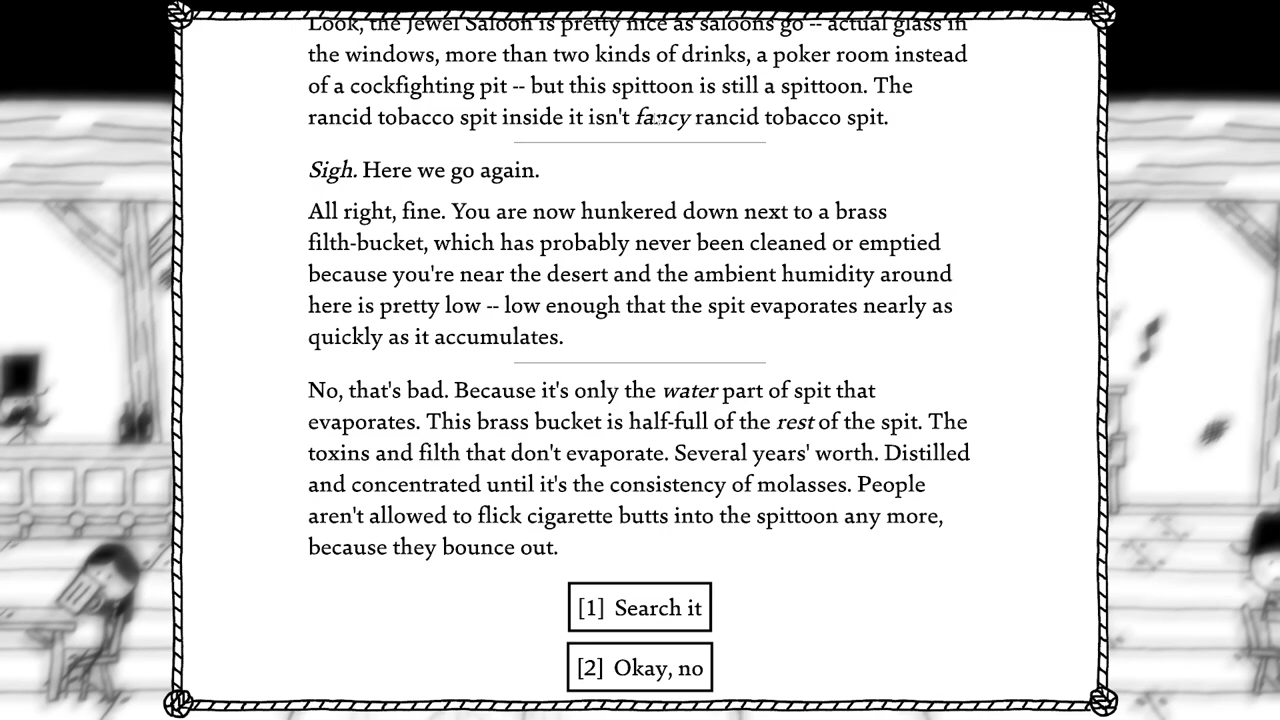 Look, the Jewel Saloon is pretty nice as saloons go -- actual glass in
the windows, more than two kinds of drinks, a poker room instead
of a cockfighting pit -- but this spittoon is still a spittoon. The
rancid tobacco spit inside it isn't fancy rancid tobacco spit.
Sigh. Here we go again.
All right, fine. You are now hunkered down next to a brass
filth-bucket, which has probably never been cleaned or emptied
because you're near the desert and the ambient humidity around
here is pretty low -- low enough that the spit evaporates nearly as
quickly as it accumulates.
No, that's bad. Because it's only the water part of spit that
evaporates. This brass bucket is half-full of the rest of the spit. The
toxins and filth that don't evaporate. Several years' worth. Distilled
and concentrated until it's the consistency of molasses. People
aren't allowed to flick cigarette butts into the spittoon any more,
because they bounce out.
[1] Search it
[2] Okay, no